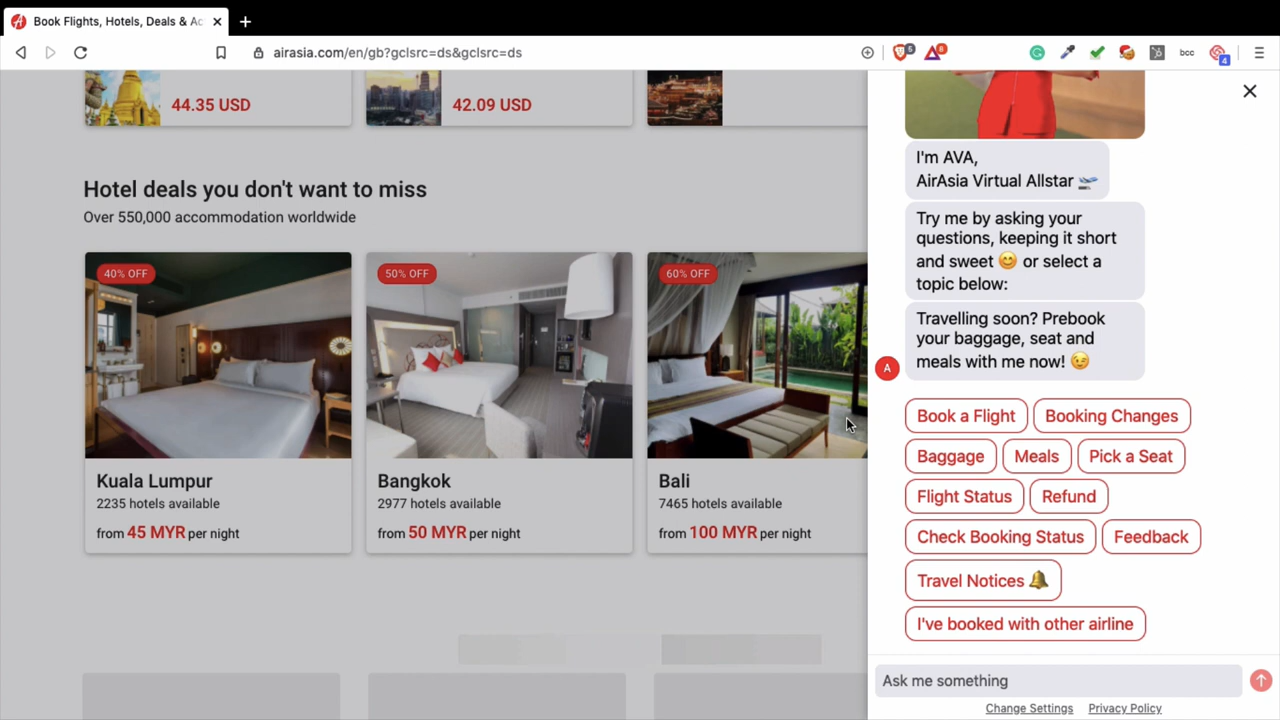 Book Flights, Hotels, Deals & Ac
airasia.com/en/gb?gclsrc=ds&gclsrc=ds
5
8
bcc
4
44.35 USD
42.09 USD
Hotel deals you don't want to miss
Over 550,000 accommodation worldwide
40% OFF
50% OFF
60% OFF
Kuala Lumpur
2235 hotels available
from 45 MYR per night
Bangkok
2977 hotels available
from 50 MYR per night
Bali
7465 hotels available
from 100 MYR per night
I'm AVA,
AirAsia Virtual Allstar 🛫
Try me by asking your
questions, keeping it short
and sweet 😊 or select a
topic below:
Travelling soon? Prebook
your baggage, seat and
meals with me now! 😉
A
Book a Flight
Booking Changes
Baggage
Meals
Pick a Seat
Flight Status
Refund
Check Booking Status
Feedback
Travel Notices 🔔
I've booked with other airline
Ask me something
Change Settings
Privacy Policy